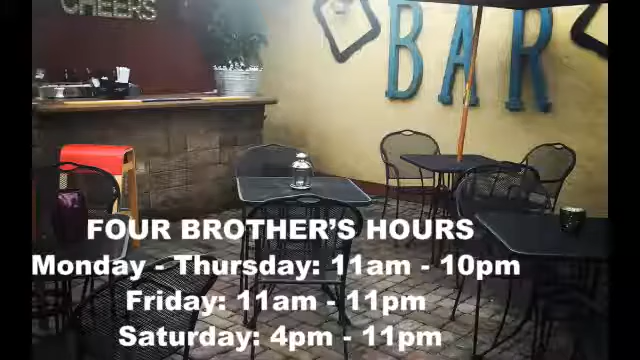 CHEERS
BAR
FOUR BROTHER'S HOURS
Monday - Thursday: 11am - 10pm
Friday: 11am - 11pm
Saturday: 4pm - 11pm